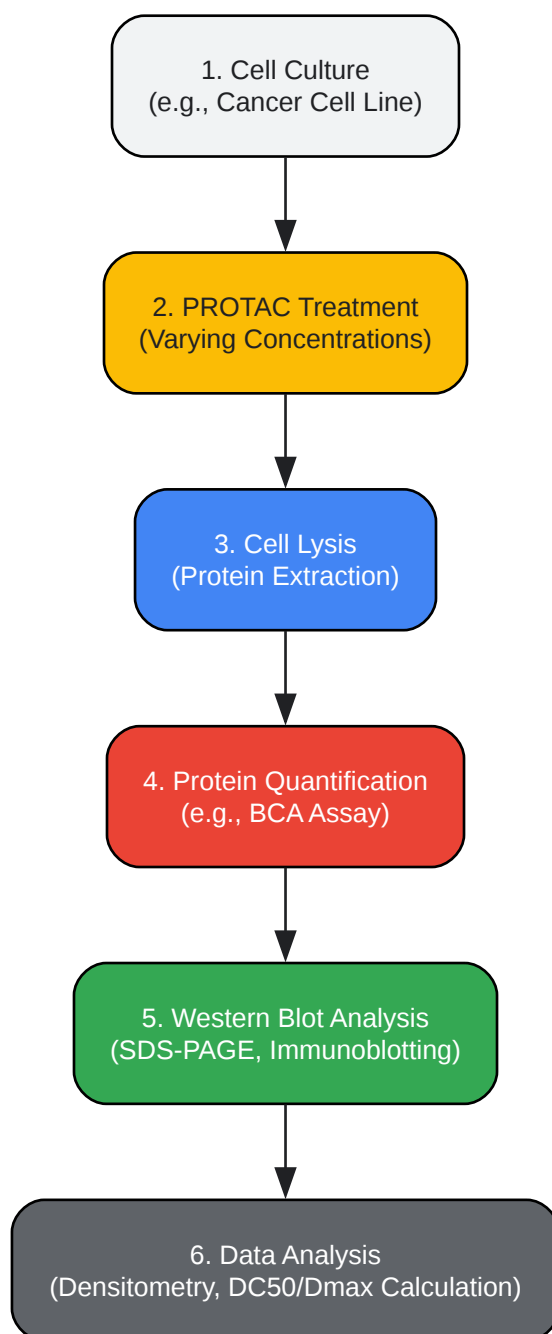 1. Cell Culture
(e.g., Cancer Cell Line)
2. PROTAC Treatment
(Varying Concentrations)
3. Cell Lysis
(Protein Extraction)
4. Protein Quantification
(e.g., BCA Assay)
5. Western Blot Analysis
(SDS-PAGE, Immunoblotting)
6. Data Analysis
(Densitometry, DC50/Dmax Calculation)